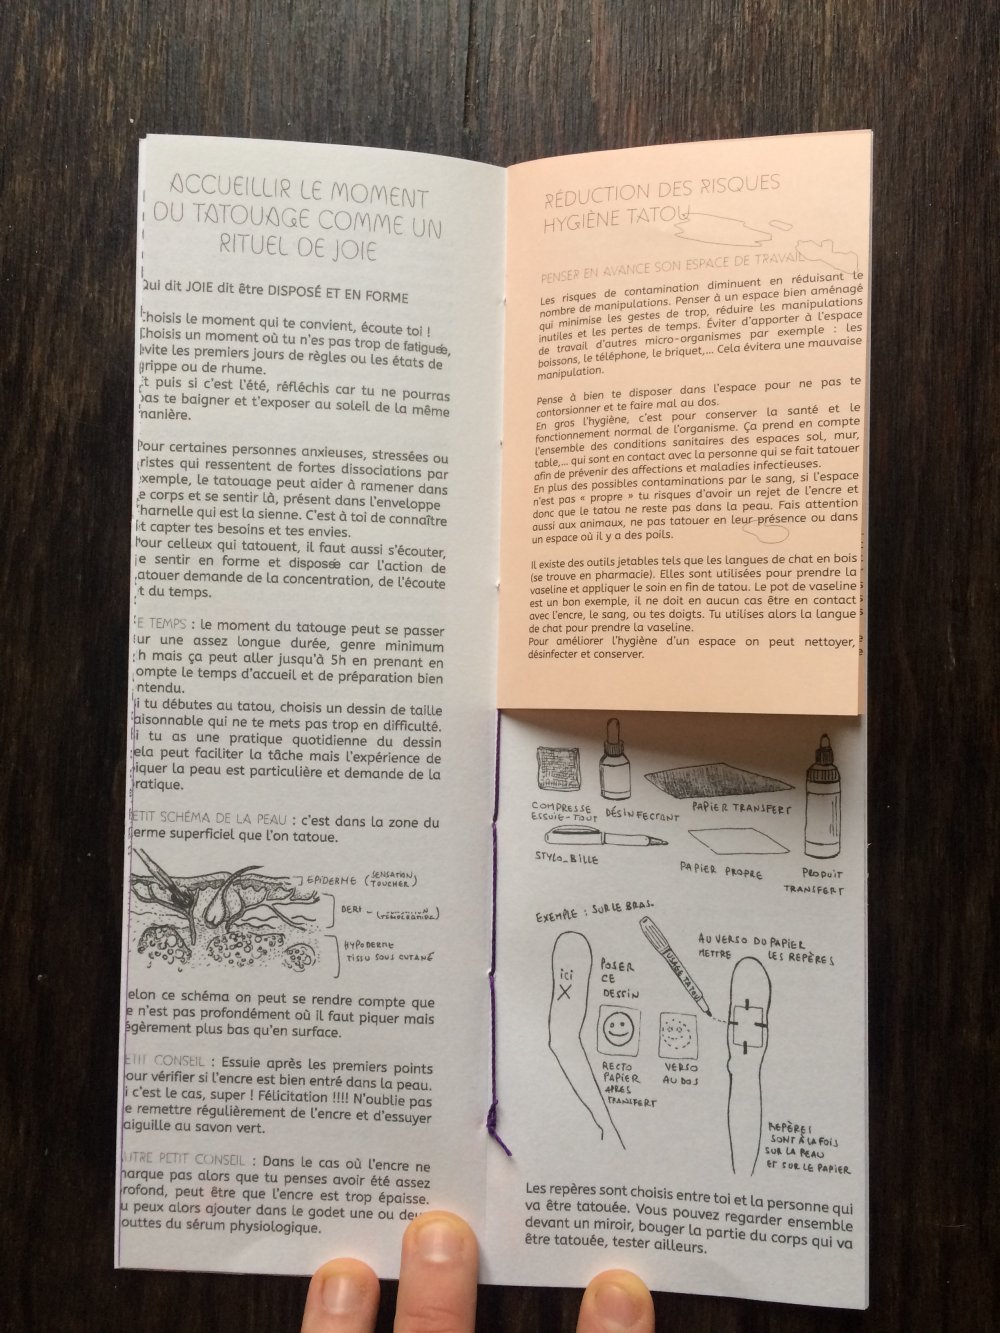 ACCUEILLIR LE MOMENT
DU TATOUAGE COMME UN
RITUEL DE JOIE
Qui dit JOIE dit être DISPOSÉ ET EN FORME
Choisis le moment qui te convient, écoute toi !
Choisis un moment où tu n'es pas trop de fatiguée,
évite les premiers jours de règles ou les états de
grippe ou de rhume.
Et puis si c'est l'été, réfléchis car tu ne pourras
pas te baigner et t'exposer au soleil de la même
manière.
Pour certaines personnes anxieuses, stressées ou
tristes qui ressentent de fortes dissociations par
exemple, le tatouage peut aider à ramener dans
le corps et se sentir là, présent dans l'enveloppe
charnelle qui est la sienne. C'est à toi de connaître
et capter tes besoins et tes envies.
Pour celleux qui tatouent, il faut aussi s'écouter,
se sentir en forme et disposée car l'action de
tatouer demande de la concentration, de l'écoute
et du temps.
LE TEMPS : le moment du tatouge peut se passer
sur une assez longue durée, genre minimum
h mais ça peut aller jusqu'à 5h en prenant en
compte le temps d'accueil et de préparation bien
entendu.
Si tu débutes au tatou, choisis un dessin de taille
raisonnable qui ne te mets pas trop en difficulté.
Si tu as une pratique quotidienne du dessin
cela peut faciliter la tâche mais l'expérience de
piquer la peau est particulière et demande de la
pratique.
PETIT SCHÉMA DE LA PEAU : c'est dans la zone du
derme superficiel que l'on tatoue.
EPIDERME (SENSATION
TOUCHER)
DERM
HYPODERME
TISSU SOUS CUTANÉ
Selon ce schéma on peut se rendre compte que
ce n'est pas profondément où il faut piquer mais
légèrement plus bas qu'en surface.
PETIT CONSEIL : Essuie après les premiers points
pour vérifier si l'encre est bien entré dans la peau.
Si c'est le cas, super ! Félicitation !!!! N'oublie pas
de remettre régulièrement de l'encre et d'essuyer
l'aiguille au savon vert.
AUTRE PETIT CONSEIL : Dans le cas où l'encre ne
marque pas alors que tu penses avoir été assez
profond, peut être que l'encre est trop épaisse.
Tu peux alors ajouter dans le godet une ou deux
gouttes du sérum physiologique.
RÉDUCTION DES RISQUES
HYGIÈNE TATOU
PENSER EN AVANCE SON ESPACE DE TRAVAIL
Les risques de contamination diminuent en réduisant le
nombre de manipulations. Penser à un espace bien aménagé
qui minimise les gestes de trop, réduire les manipulations
inutiles et les pertes de temps. Éviter d'apporter à l'espace
de travail d'autres micro-organismes par exemple : les
boissons, le téléphone, le briquet,... Cela évitera une mauvaise
manipulation.
Pense à bien te disposer dans l'espace pour ne pas te
contorsionner et te faire mal au dos.
En gros l'hygiène, c'est pour conserver la santé et le
fonctionnement normal de l'organisme. Ça prend en compte
l'ensemble des conditions sanitaires des espaces sol, mur,
table,... qui sont en contact avec la personne qui se fait tatouer
afin de prévenir des affections et maladies infectieuses.
En plus des possibles contaminations par le sang, si l'espace
n'est pas « propre » tu risques d'avoir un rejet de l'encre et
donc que le tatou ne reste pas dans la peau. Fais attention
aussi aux animaux, ne pas tatouer en leur présence ou dans
un espace où il y a des poils.
Il existe des outils jetables tels que les langues de chat en bois
(se trouve en pharmacie). Elles sont utilisées pour prendre la
vaseline et appliquer le soin en fin de tatou. Le pot de vaseline
est un bon exemple, il ne doit en aucun cas être en contact
avec l'encre, le sang, ou tes doigts. Tu utilises alors la langue
de chat pour prendre la vaseline.
Pour améliorer l'hygiène d'un espace on peut nettoyer,
désinfecter et conserver.
COMPRESSE
ESSUIE-TOUT
DÉSINFECTANT
PAPIER TRANSFERT
STYLO_BILLE
PAPIER PROPRE
PRODUIT
TRANSFERT
EXEMPLE : SUR LE BRAS-
ici
X
POSER
CE
DESSIN
TATOU
AU VERSO DU PAPIER
METTRE LES REPÈRES
RECTO
PAPIER
APRES
TRANSFERT
VERSO
AU DOS
REPÈRES
SONT À LA FOIS
SUR LA PEAU
ET SUR LE PAPIER
Les repères sont choisis entre toi et la personne qui
va être tatouée. Vous pouvez regarder ensemble
devant un miroir, bouger la partie du corps qui va
être tatouée, tester ailleurs.